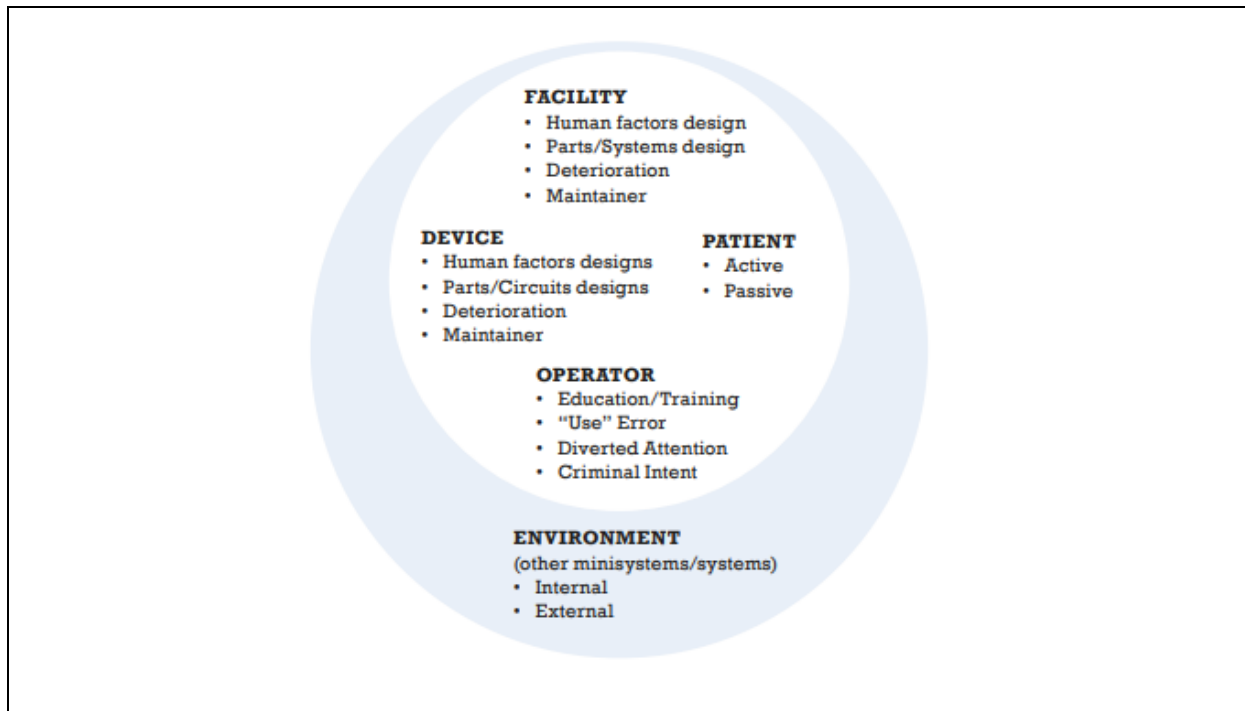 FACILITY
• Human factors design
• Parts/Systems design
• Deterioration
• Maintainer
DEVICE
• Human factors designs
• Parts/Circuits designs
• Deterioration
• Maintainer
PATIENT
• Active
• Passive
OPERATOR
• Education/Training
• “Use” Error
• Diverted Attention
• Criminal Intent
ENVIRONMENT
(other minisystems/systems)
• Internal
• External